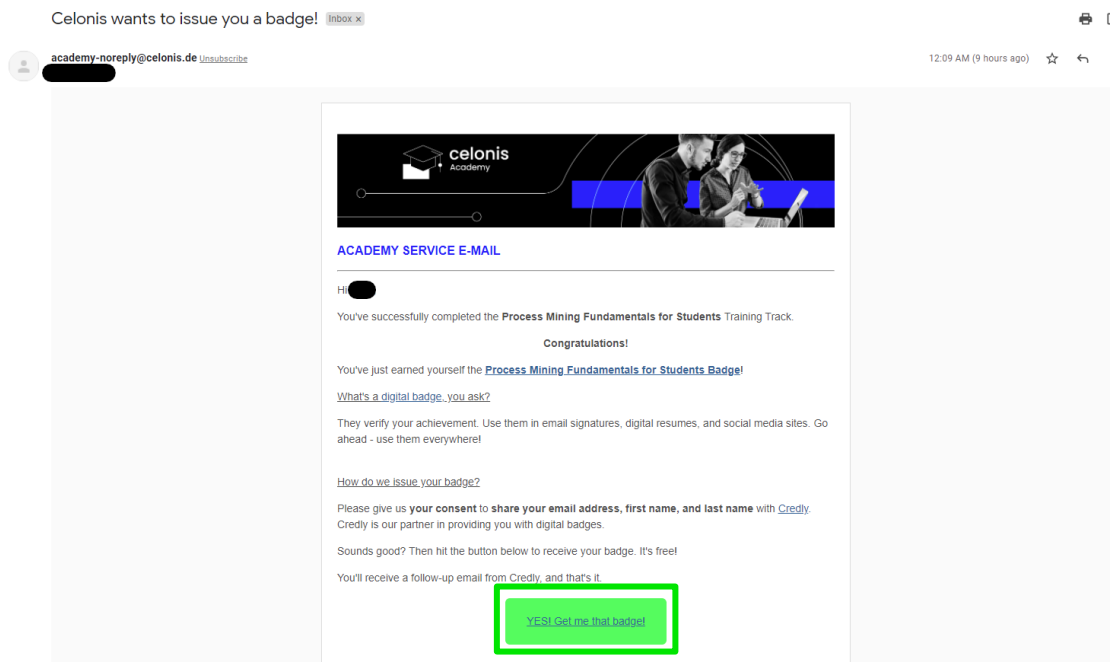 Celonis wants to issue you a badge! Inbox x
academy-noreply@celonis.de Unsubscribe
12:09 AM (9 hours ago)
celonis
Academy
ACADEMY SERVICE E-MAIL
Hi
You've successfully completed the Process Mining Fundamentals for Students Training Track.
Congratulations!
You've just earned yourself the Process Mining Fundamentals for Students Badge!
What's a digital badge, you ask?
They verify your achievement. Use them in email signatures, digital resumes, and social media sites. Go
ahead - use them everywhere!
How do we issue your badge?
Please give us your consent to share your email address, first name, and last name with Credly.
Credly is our partner in providing you with digital badges.
Sounds good? Then hit the button below to receive your badge. It's free!
You'll receive a follow-up email from Credly, and that's it.
YES! Get me that badge!